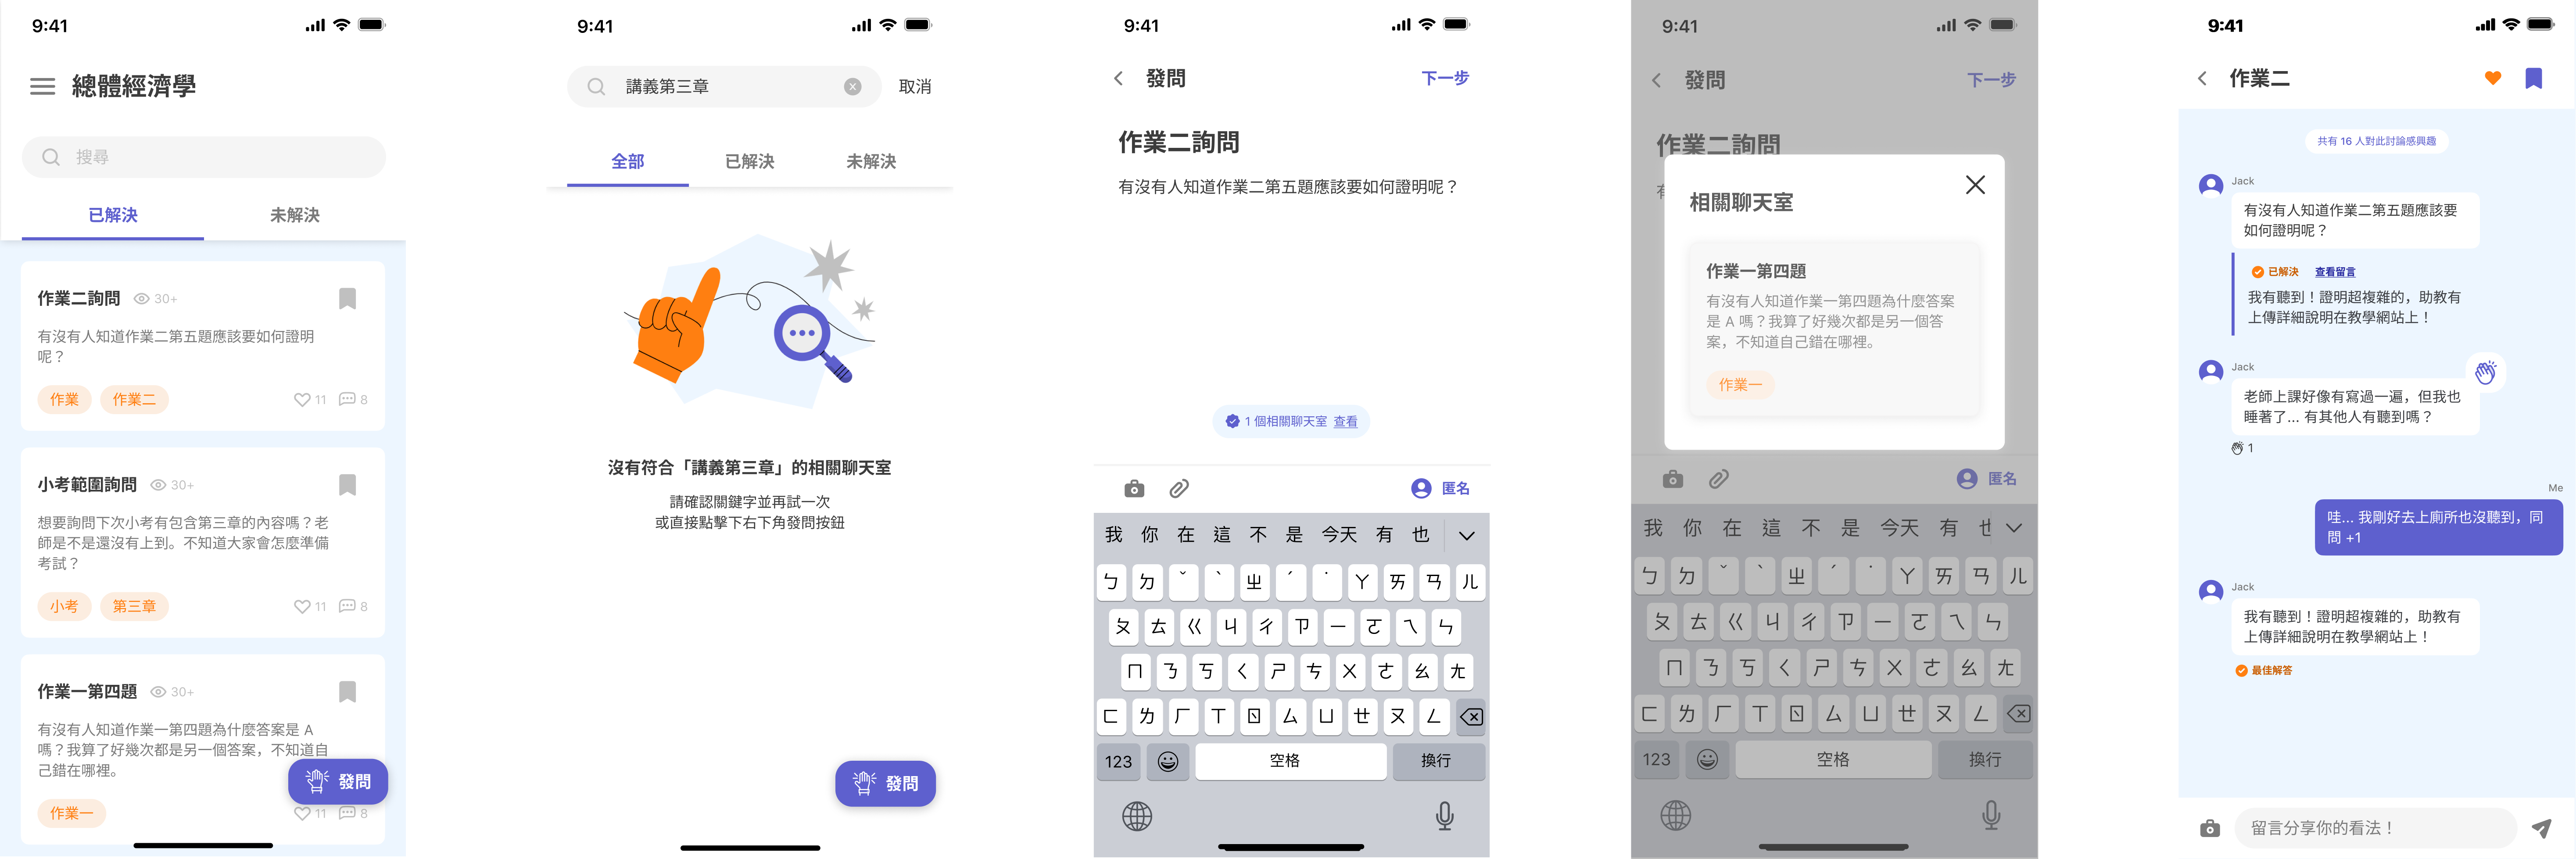 9:41
總體經濟學
搜尋
已解決
未解決
作業二詢問
30+
有沒有人知道作業二第五題應該要如何證明
呢？
作業
作業二
11
8
小考範圍詢問
30+
想要詢問下次小考有包含第三章的內容嗎？老
師是不是還沒有上到。不知道大家會怎麼準備
考試？
小考
第三章
11
8
作業一第四題
30+
有沒有人知道作業一第四題為什麼答案是 A
嗎？我算了好幾次都是另一個答案，不知道自
己錯在哪裡。
發問
作業一
11
8
9:41
講義第三章
取消
全部
已解決
未解決
沒有符合「講義第三章」的相關聊天室
請確認關鍵字並再試一次
或直接點擊下右下角發問按鈕
發問
9:41
發問
下一步
作業二詢問
有沒有人知道作業二第五題應該要如何證明呢？
1 個相關聊天室 查看
匿名
我 你 在 這 不 是 今天 有 也
ㄅ ㄉ ˇ ˋ ㄓ ˊ ˙ ㄚ ㄞ ㄢ ㄦ
ㄆ ㄊ ㄍ ㄐ ㄔ ㄗ ㄧ ㄛ ㄟ ㄣ
ㄇ ㄋ ㄎ ㄑ ㄕ ㄘ ㄨ ㄜ ㄠ ㄤ
ㄈ ㄌ ㄏ ㄒ ㄖ ㄙ ㄩ ㄝ ㄡ ㄥ
123
空格
換行
9:41
發問
下一步
作業二詢問
有
相關聊天室
作業一第四題
有沒有人知道作業一第四題為什麼答案
是 A 嗎？我算了好幾次都是另一個答
案，不知道自己錯在哪裡。
作業一
匿名
我 你 在 這 不 是 今天 有 也
ㄅ ㄉ ˇ ˋ ㄓ ˊ ˙ ㄚ ㄞ ㄢ ㄦ
ㄆ ㄊ ㄍ ㄐ ㄔ ㄗ ㄧ ㄛ ㄟ ㄣ
ㄇ ㄋ ㄎ ㄑ ㄕ ㄘ ㄨ ㄜ ㄠ ㄤ
ㄈ ㄌ ㄏ ㄒ ㄖ ㄙ ㄩ ㄝ ㄡ ㄥ
123
空格
換行
9:41
作業二
共有 16 人對此討論感興趣
Jack
有沒有人知道作業二第五題應該要
如何證明呢？
已解決 查看留言
我有聽到！證明超複雜的，助教有
上傳詳細說明在教學網站上！
Jack
老師上課好像有寫過一遍，但我也
睡著了... 有其他人有聽到嗎？
1
Me
哇... 我剛好去上廁所也沒聽到，同
問 +1
Jack
我有聽到！證明超複雜的，助教有
上傳詳細說明在教學網站上！
最佳解答
留言分享你的看法！